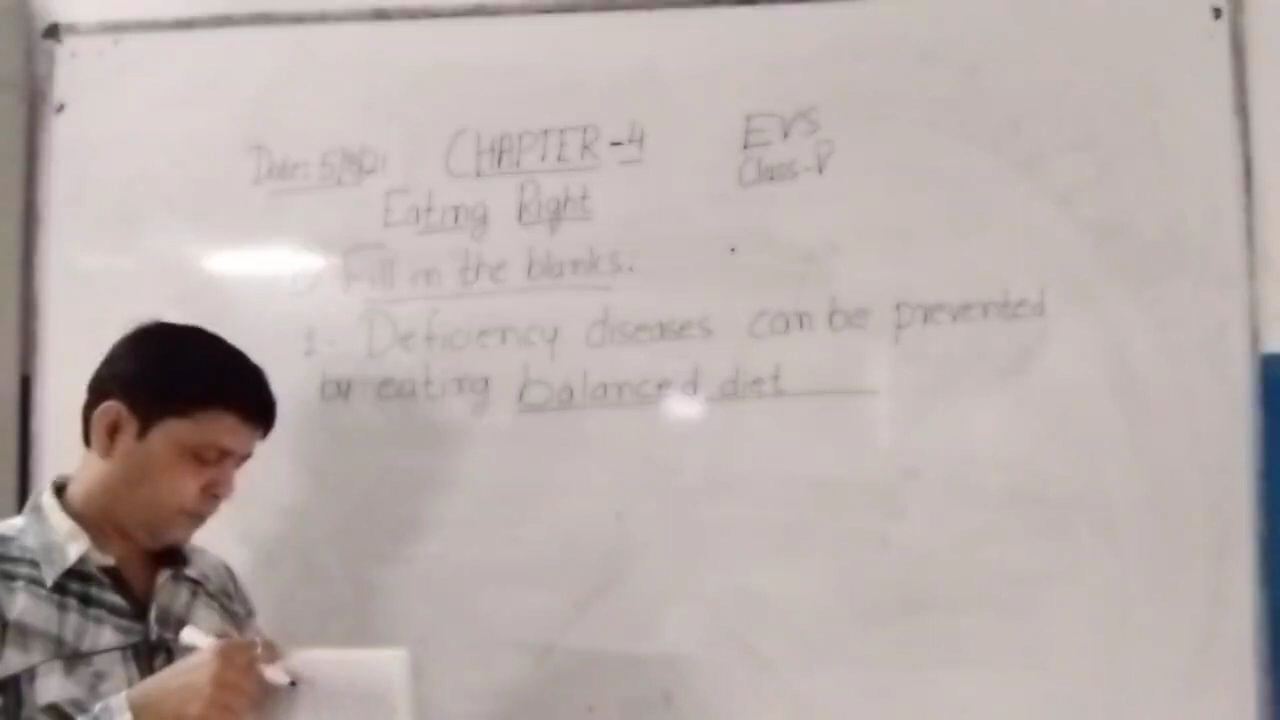 Date: CHAPTER-4 EVS
Class-V
Eating Right
Fill in the blanks.
1- Deficiency diseases can be prevented
by eating balanced diet